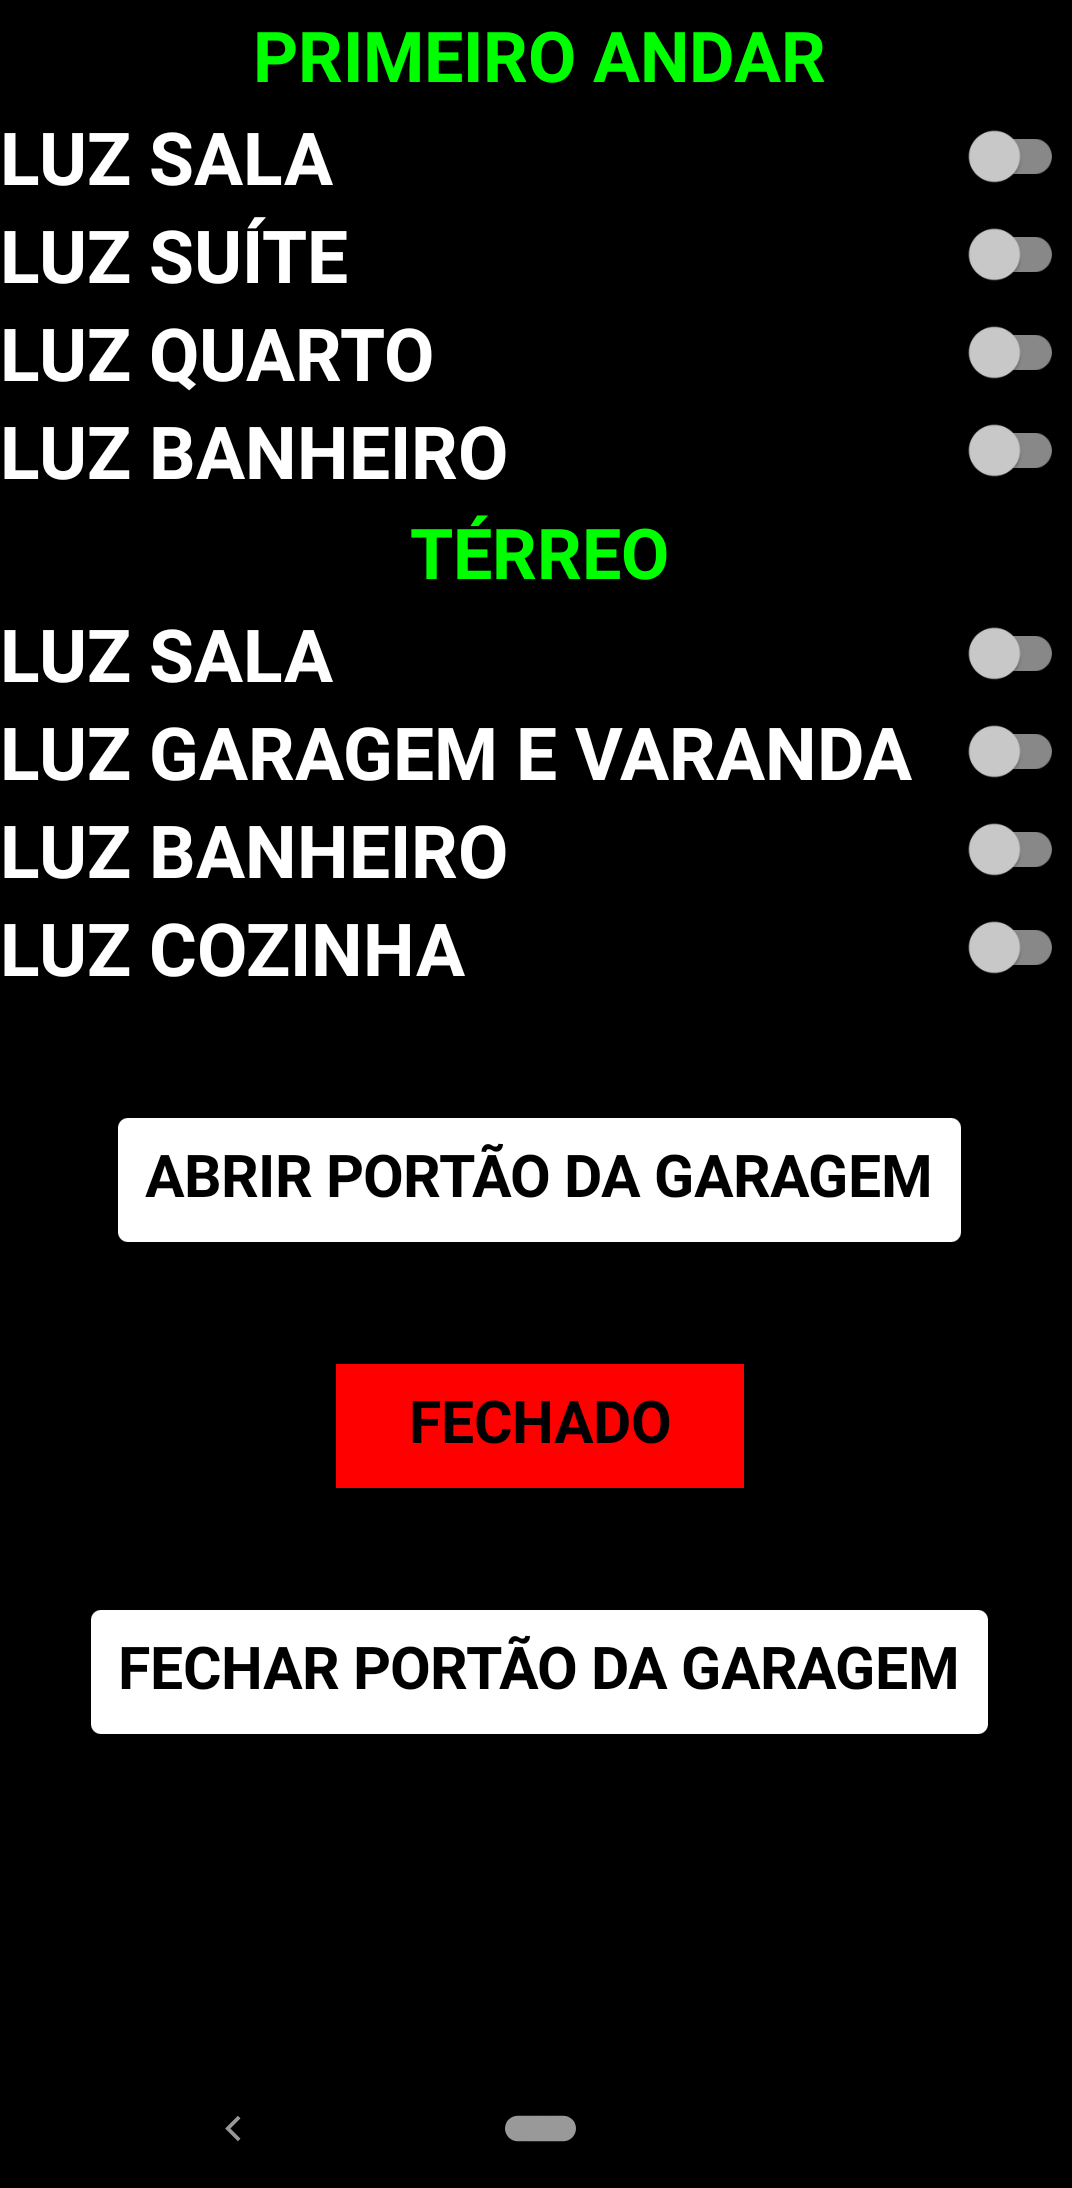 PRIMEIRO ANDAR
LUZ SALA
LUZ SUÍTE
LUZ QUARTO
LUZ BANHEIRO
TÉRREO
LUZ SALA
LUZ GARAGEM E VARANDA
LUZ BANHEIRO
LUZ COZINHA
ABRIR PORTÃO DA GARAGEM
FECHADO
FECHAR PORTÃO DA GARAGEM